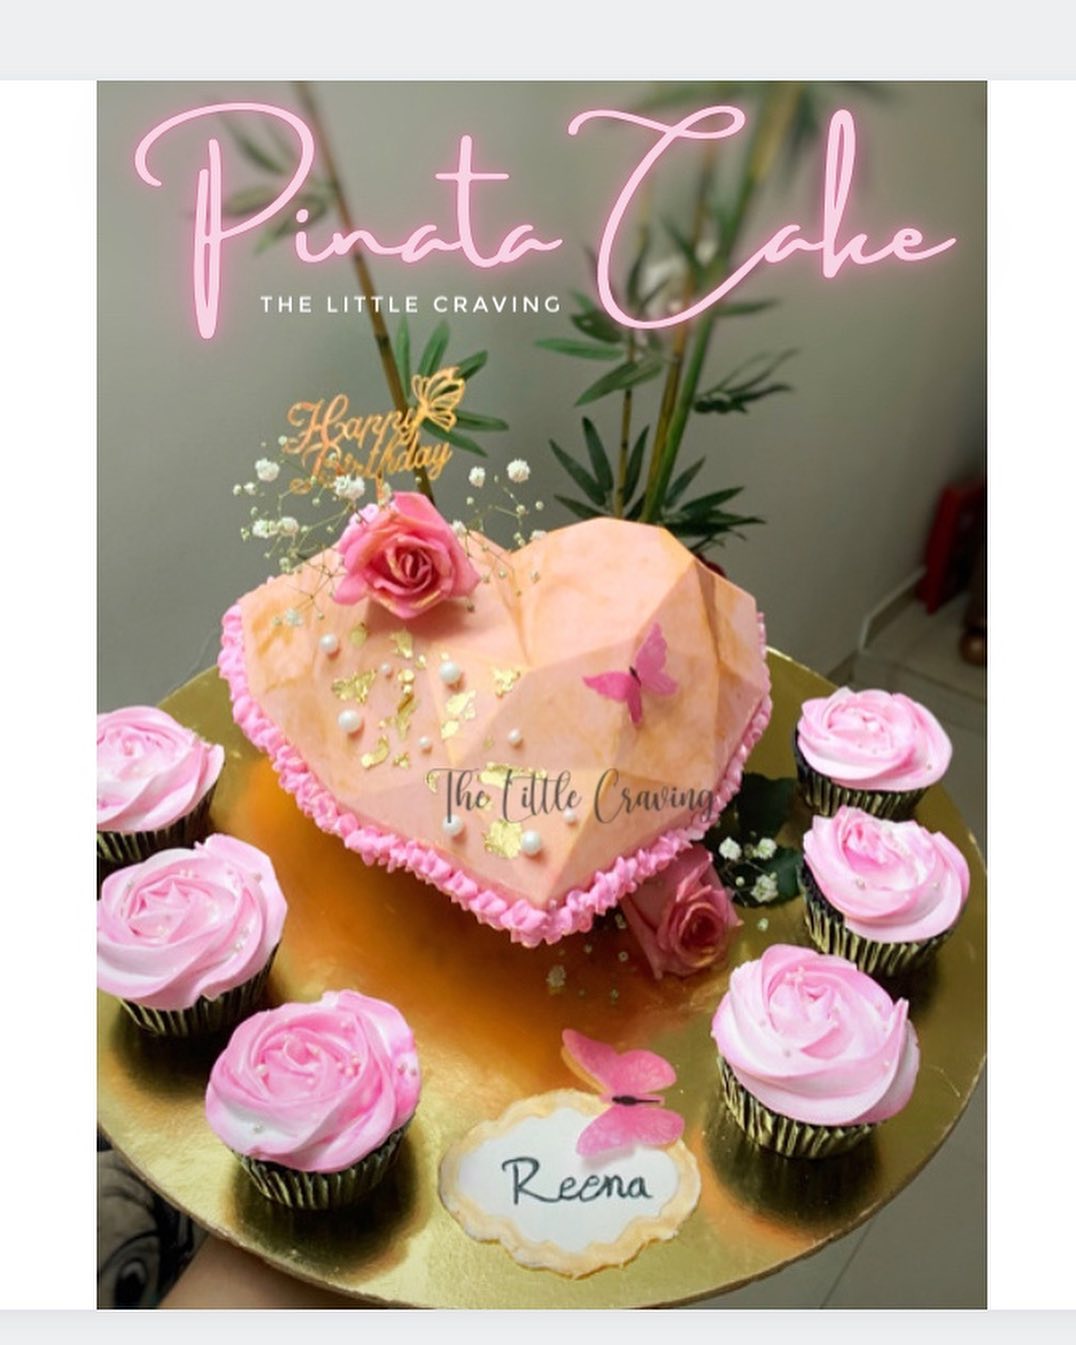 Pinata Cake
THE LITTLE CRAVING
Happy
Birthday
The Little Craving
Reena